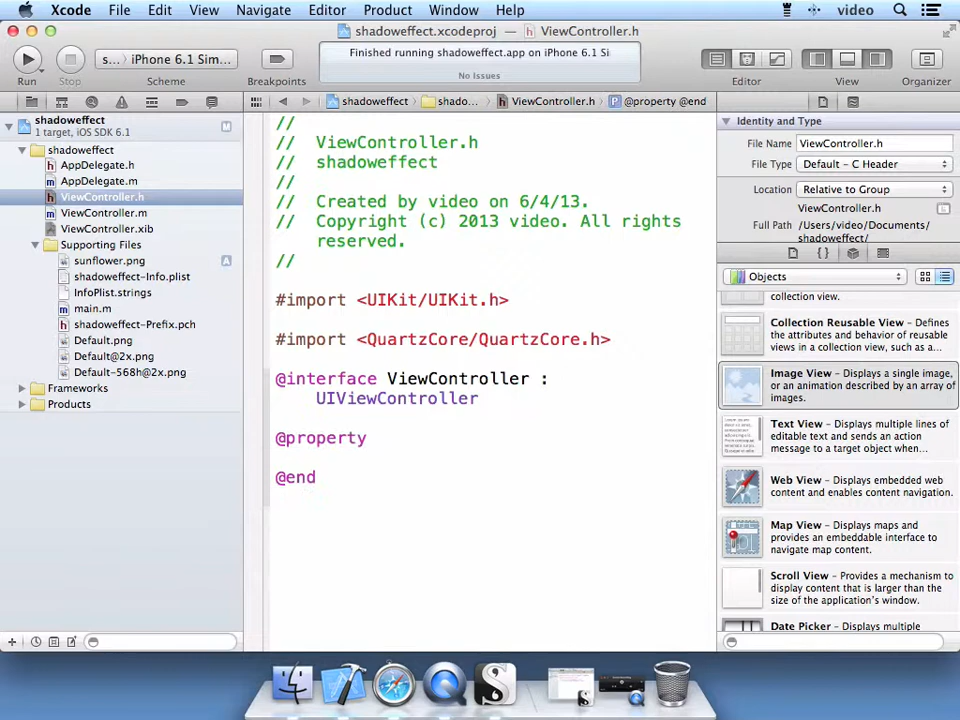 Xcode File Edit View Navigate Editor Product Window Help video
shadoweffect.xcodeproj — ViewController.h
s...〉 iPhone 6.1 Sim...
Finished running shadoweffect.app on iPhone 6.1 Si
No Issues
Run Stop Scheme Breakpoints Editor View Organizer
shadoweffect
1 target, iOS SDK 6.1
M
shadoweffect
AppDelegate.h
AppDelegate.m
ViewController.h
ViewController.m
ViewController.xib
Supporting Files
sunflower.png
A
shadoweffect-Info.plist
InfoPlist.strings
main.m
shadoweffect-Prefix.pch
Default.png
Default@2x.png
Default-568h@2x.png
Frameworks
Products
shadoweffect shado... ViewController.h @property @end
//
// ViewController.h
// shadoweffect
//
// Created by video on 6/4/13.
// Copyright (c) 2013 video. All rights
reserved.
//
#import <UIKit/UIKit.h>
#import <QuartzCore/QuartzCore.h>
@interface ViewController :
UIViewController
@property
@end
Identity and Type
File Name ViewController.h
File Type Default - C Header
Location Relative to Group
ViewController.h
Full Path /Users/video/Documents/
shadoweffect/
Objects
collection view.
Collection Reusable View - Defines
the attributes and behavior of reusable
views in a collection view, such as a...
Image View - Displays a single image,
or an animation described by an array of
images.
Text View - Displays multiple lines of
editable text and sends an action
message to a target object when...
Web View - Displays embedded web
content and enables content navigation.
Map View - Displays maps and
provides an embeddable interface to
navigate map content.
Scroll View - Provides a mechanism to
display content that is larger than the
size of the application's window.
Date Picker - Displays multiple